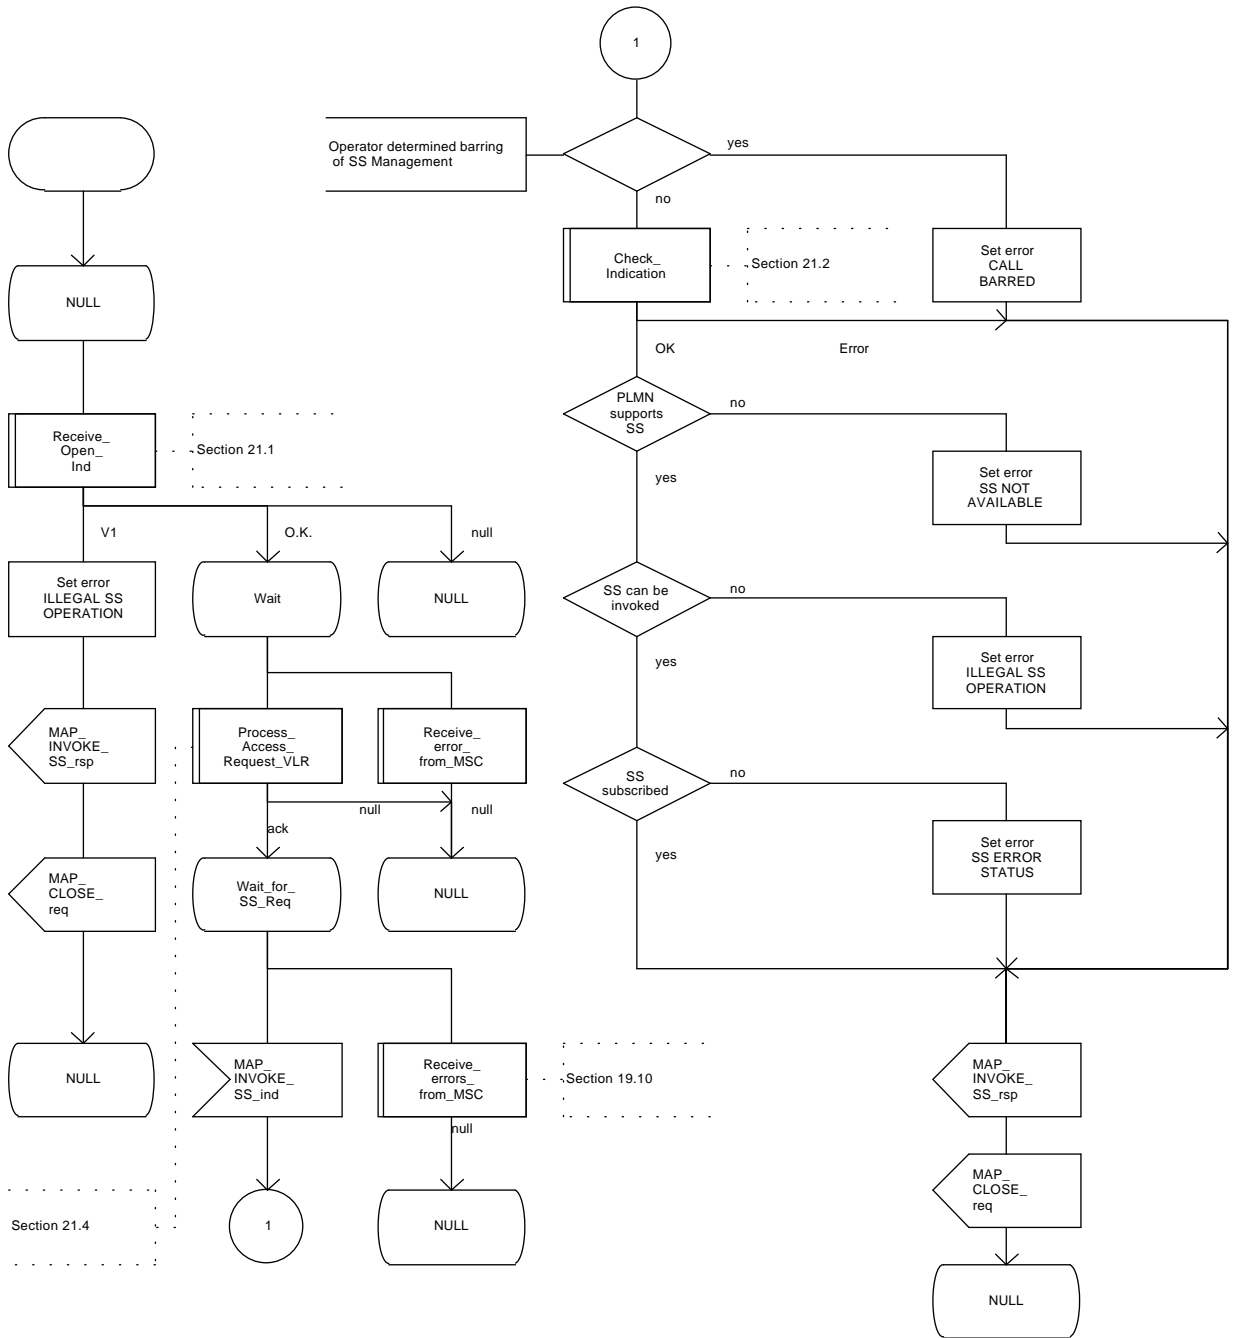 1
Operator determined barring
of SS Management
yes
no
Check_
Indication
Section 21.2
Set error
CALL
BARRED
NULL
OK
Error
PLMN
supports
SS
no
Receive_
Open_
Ind
Section 21.1
yes
Set error
SS NOT
AVAILABLE
V1
O.K.
null
Set error
ILLEGAL SS
OPERATION
Wait
NULL
SS can be
invoked
no
yes
Set error
ILLEGAL SS
OPERATION
MAP_
INVOKE_
SS_rsp
Process_
Access_
Request_VLR
Receive_
error_
from_MSC
SS
subscribed
no
null
null
ack
yes
Set error
SS ERROR
STATUS
MAP_
CLOSE_
req
Wait_for_
SS_Req
NULL
NULL
MAP_
INVOKE_
SS_ind
Receive_
errors_
from_MSC
Section 19.10
MAP_
INVOKE_
SS_rsp
null
Section 21.4
1
NULL
MAP_
CLOSE_
req
NULL